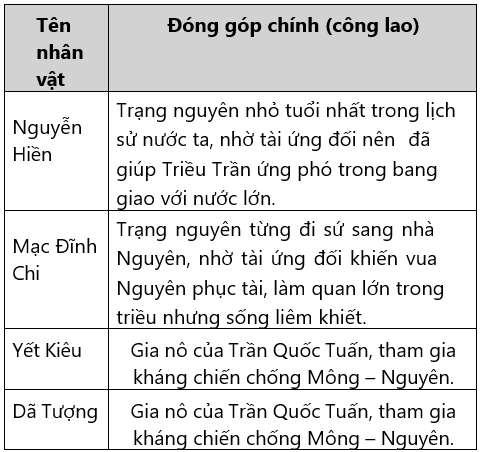 Tên
nhân
vật
Đóng góp chính (công lao)
Nguyễn
Hiền
Trạng nguyên nhỏ tuổi nhất trong lịch
sử nước ta, nhờ tài ứng đối nên đã
giúp Triều Trần ứng phó trong bang
giao với nước lớn.
Mạc Đĩnh
Chi
Trạng nguyên từng đi sứ sang nhà
Nguyên, nhờ tài ứng đối khiến vua
Nguyên phục tài, làm quan lớn trong
triều nhưng sống liêm khiết.
Yết Kiêu
Gia nô của Trần Quốc Tuấn, tham gia
kháng chiến chống Mông – Nguyên.
Dã Tượng
Gia nô của Trần Quốc Tuấn, tham gia
kháng chiến chống Mông – Nguyên.